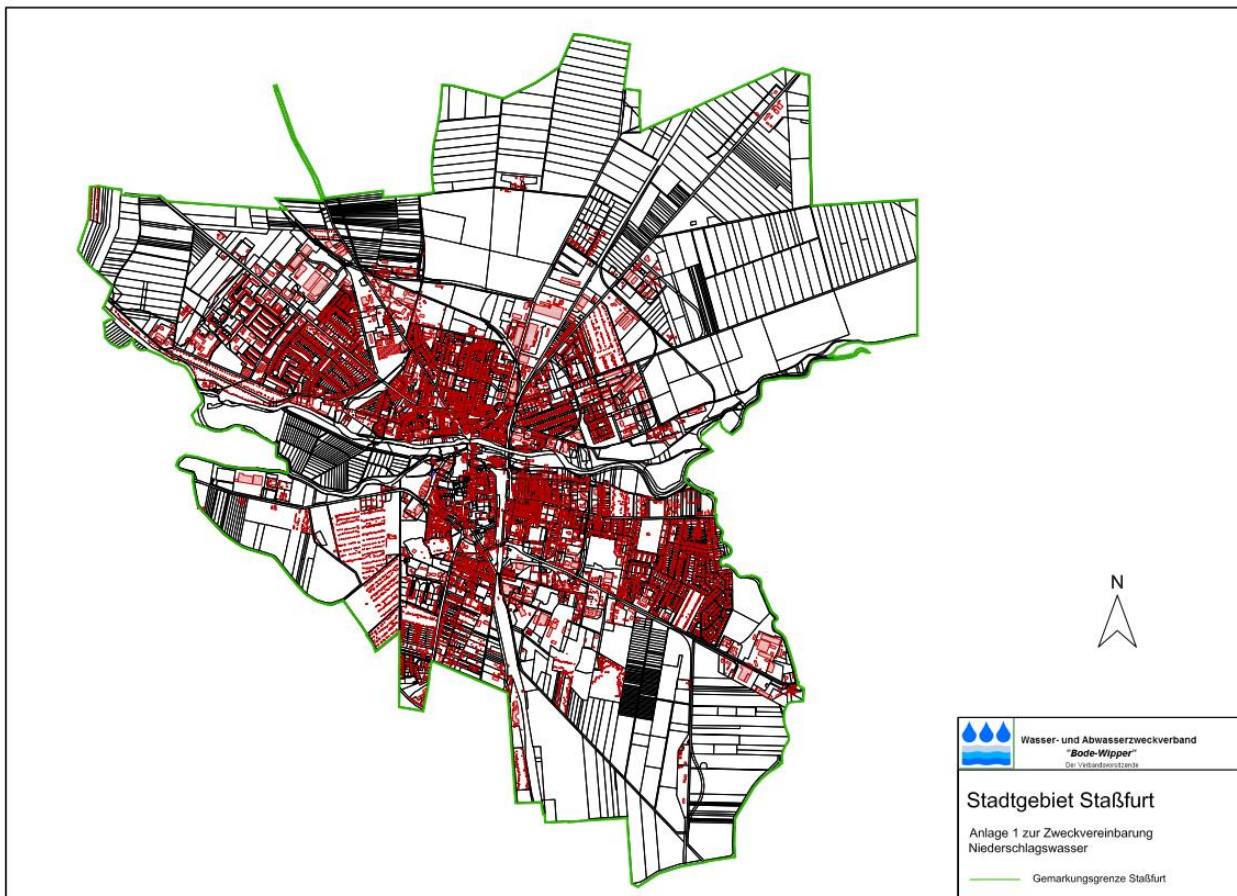 N
Wasser- und Abwasserzweckverband
"Bode-Wipper"
Der Verbandsvorsitzende
Stadtgebiet Staßfurt
Anlage 1 zur Zweckvereinbarung
Niederschlagswasser
Gemarkungsgrenze Staßfurt